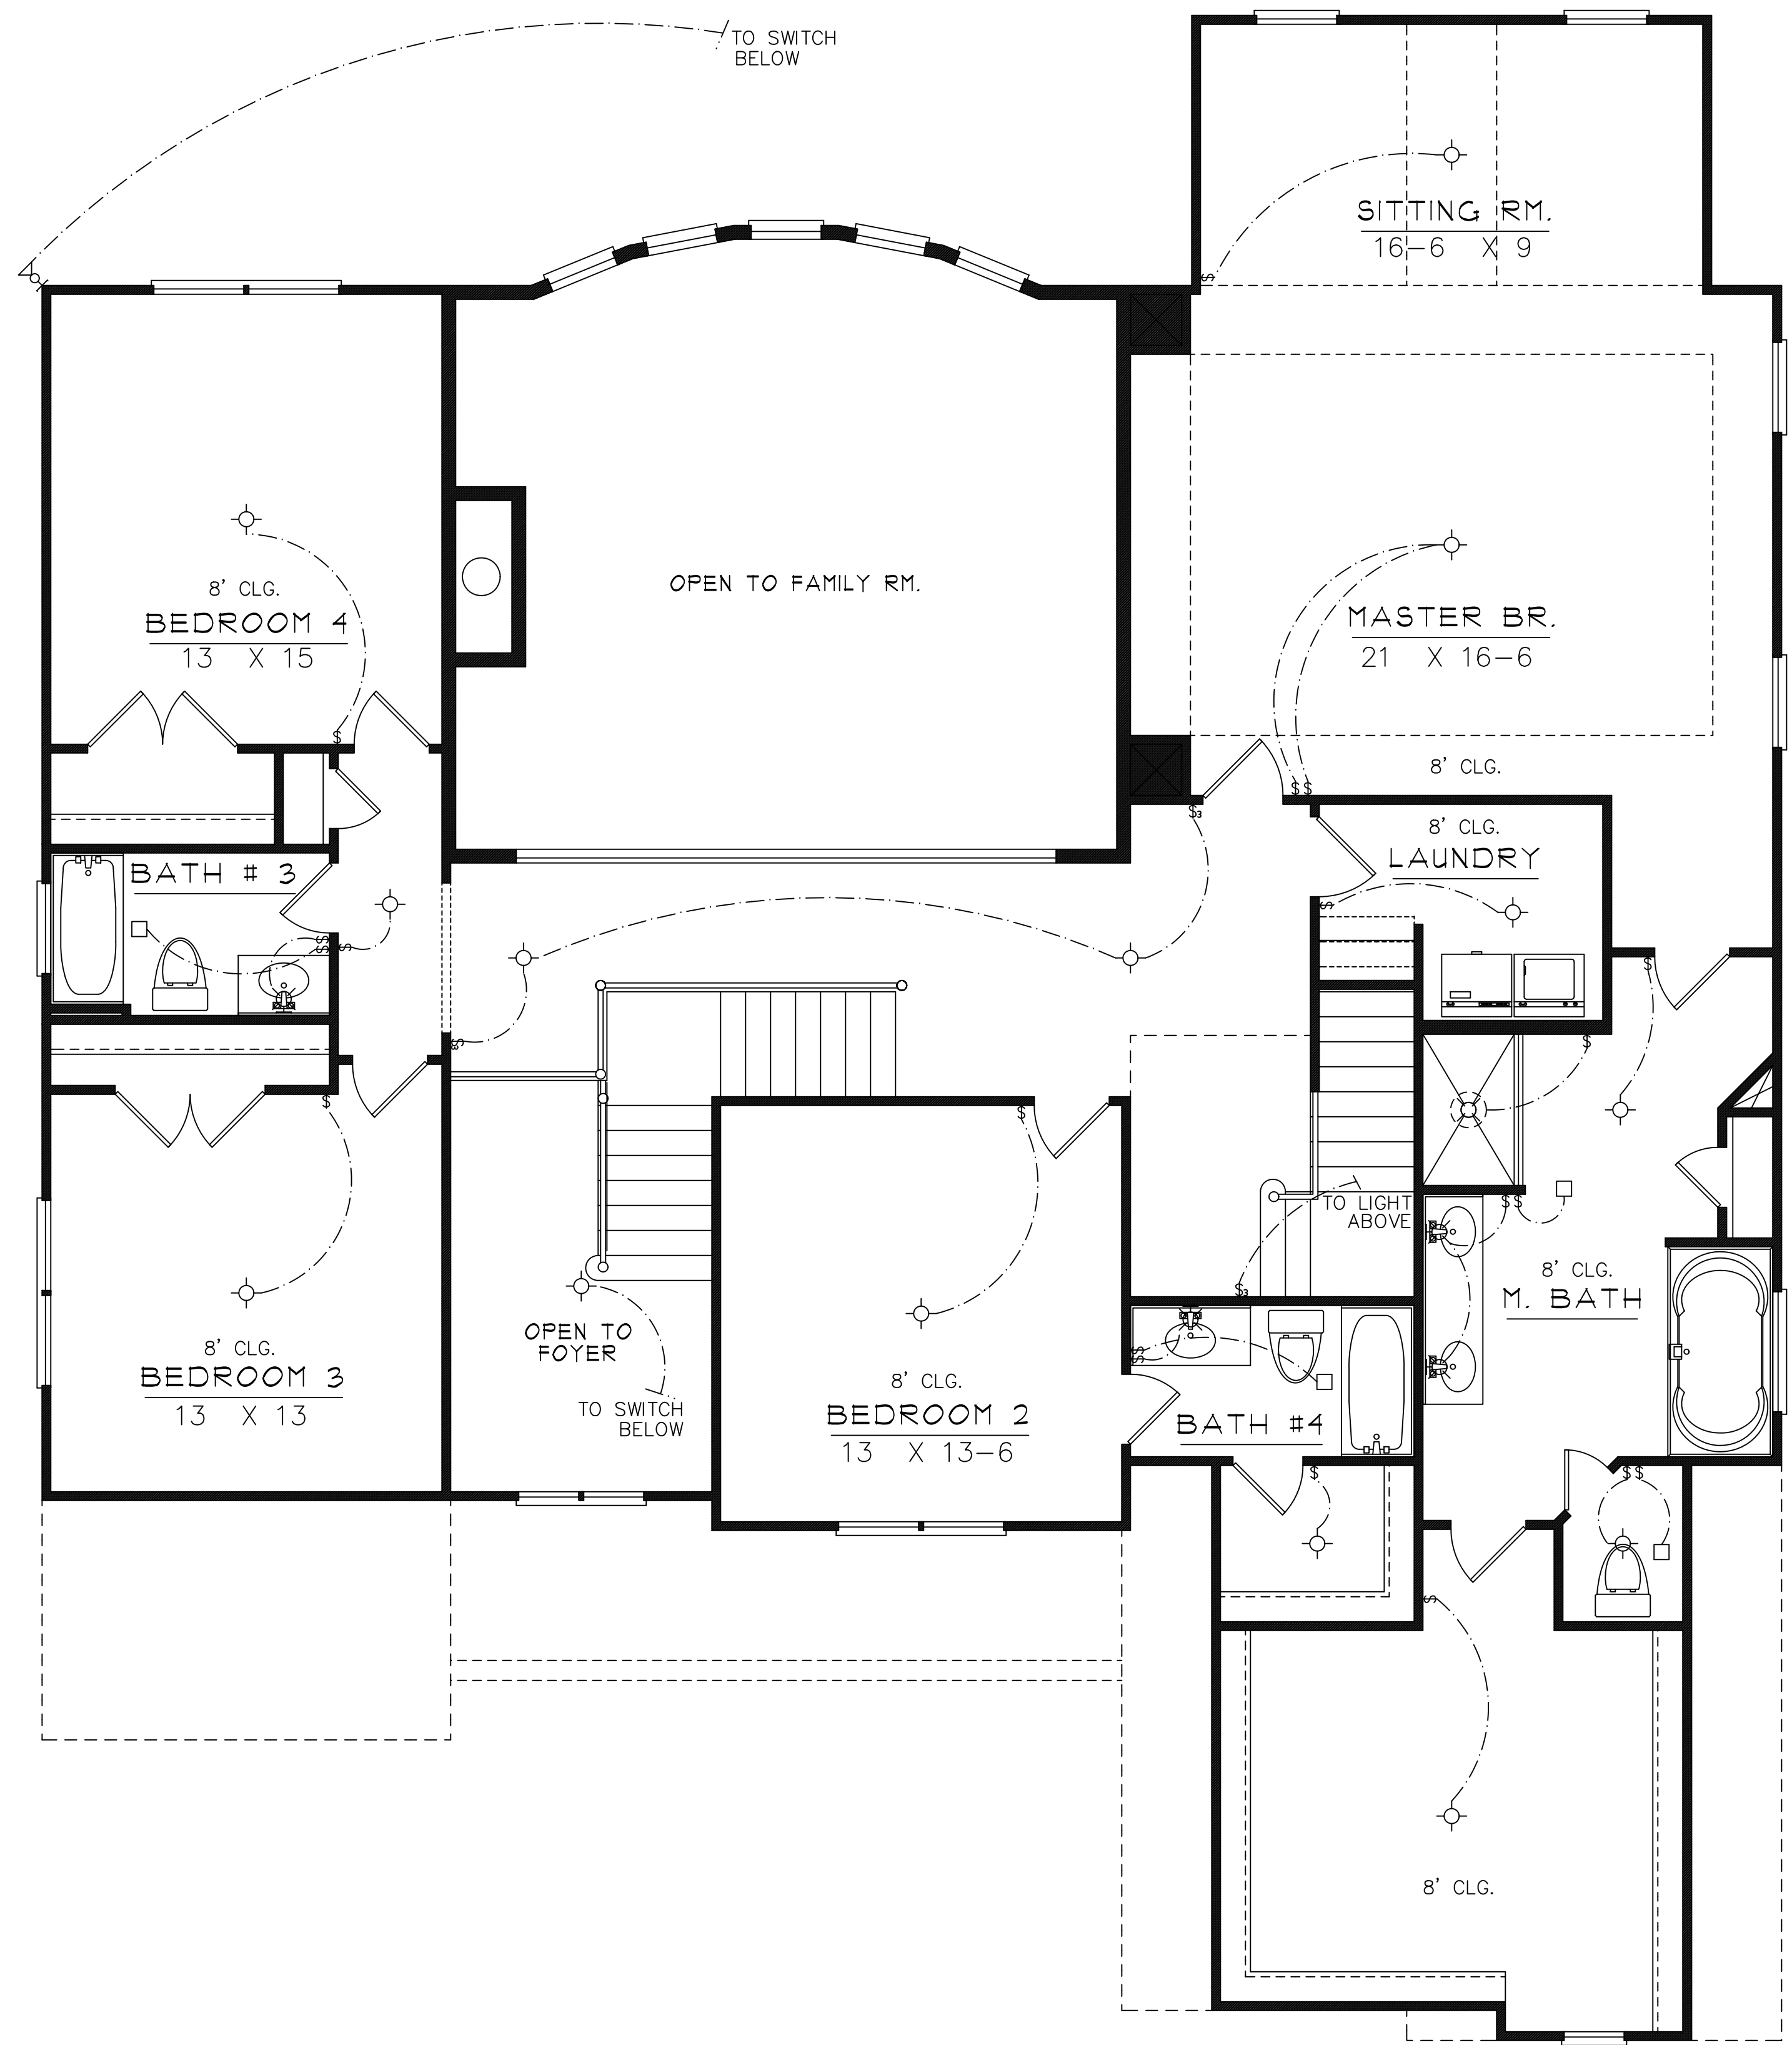 TO SWITCH
BELOW
SITTING RM.
16-6 X 9
$
8' CLG.
BEDROOM 4
13 X 15
$
OPEN TO FAMILY RM.
MASTER BR.
21 X 16-6
8' CLG.
$$
$3
8' CLG.
LAUNDRY
$
BATH # 3
$$
$
$3
$
$
$
$
$
TO LIGHT
ABOVE
$3
$$
8' CLG.
M. BATH
8' CLG.
BEDROOM 3
13 X 13
OPEN TO
FOYER
TO SWITCH
BELOW
8' CLG.
BEDROOM 2
13 X 13-6
$$
BATH #4
$
$$
$
8' CLG.